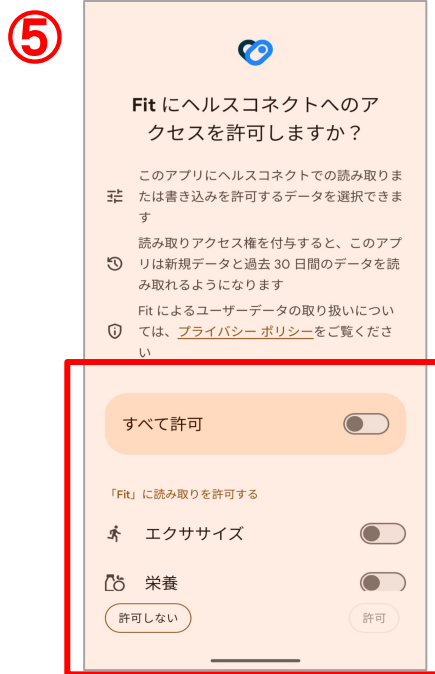 ⑤
Fit にヘルスコネクトへのア
クセスを許可しますか？
このアプリにヘルスコネクトでの読み取りま
たは書き込みを許可するデータを選択できま
す
読み取りアクセス権を付与すると、このアプ
リは新規データと過去 30 日間のデータを読
み取れるようになります
Fit によるユーザーデータの取り扱いについ
ては、プライバシー ポリシーをご覧くださ
い
すべて許可
「Fit」に読み取りを許可する
エクササイズ
栄養
許可しない
許可